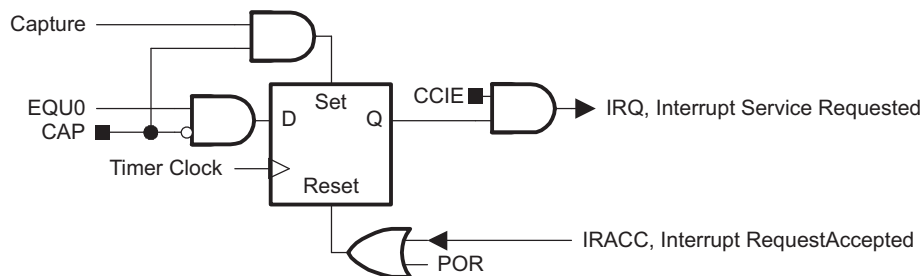 Capture
Set
EQU0
CAP
D
Q
CCIE
IRQ, Interrupt Service Requested
Timer Clock
Reset
IRACC, Interrupt RequestAccepted
POR